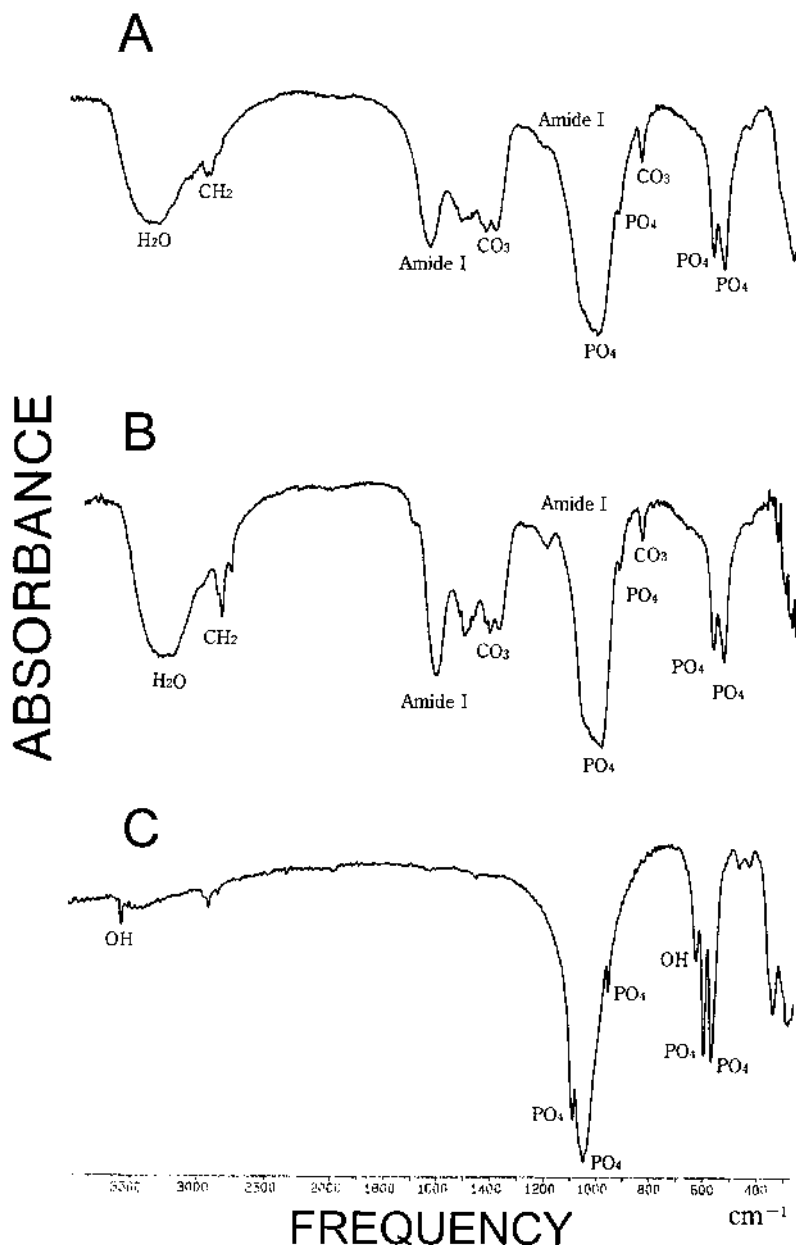 A
Amide I
CH₂
CO₃
H₂O
CO₃
PO₄
Amide I
PO₄
PO₄
PO₄
ABSORBANCE
B
Amide I
CO₃
PO₄
CH₂
CO₃
H₂O
PO₄
Amide I
PO₄
PO₄
C
OH
OH
PO₄
PO₄
PO₄
PO₄
PO₄
3000 2500 2000 1600 1400 1200 1000 800 600 400
FREQUENCY cm⁻¹